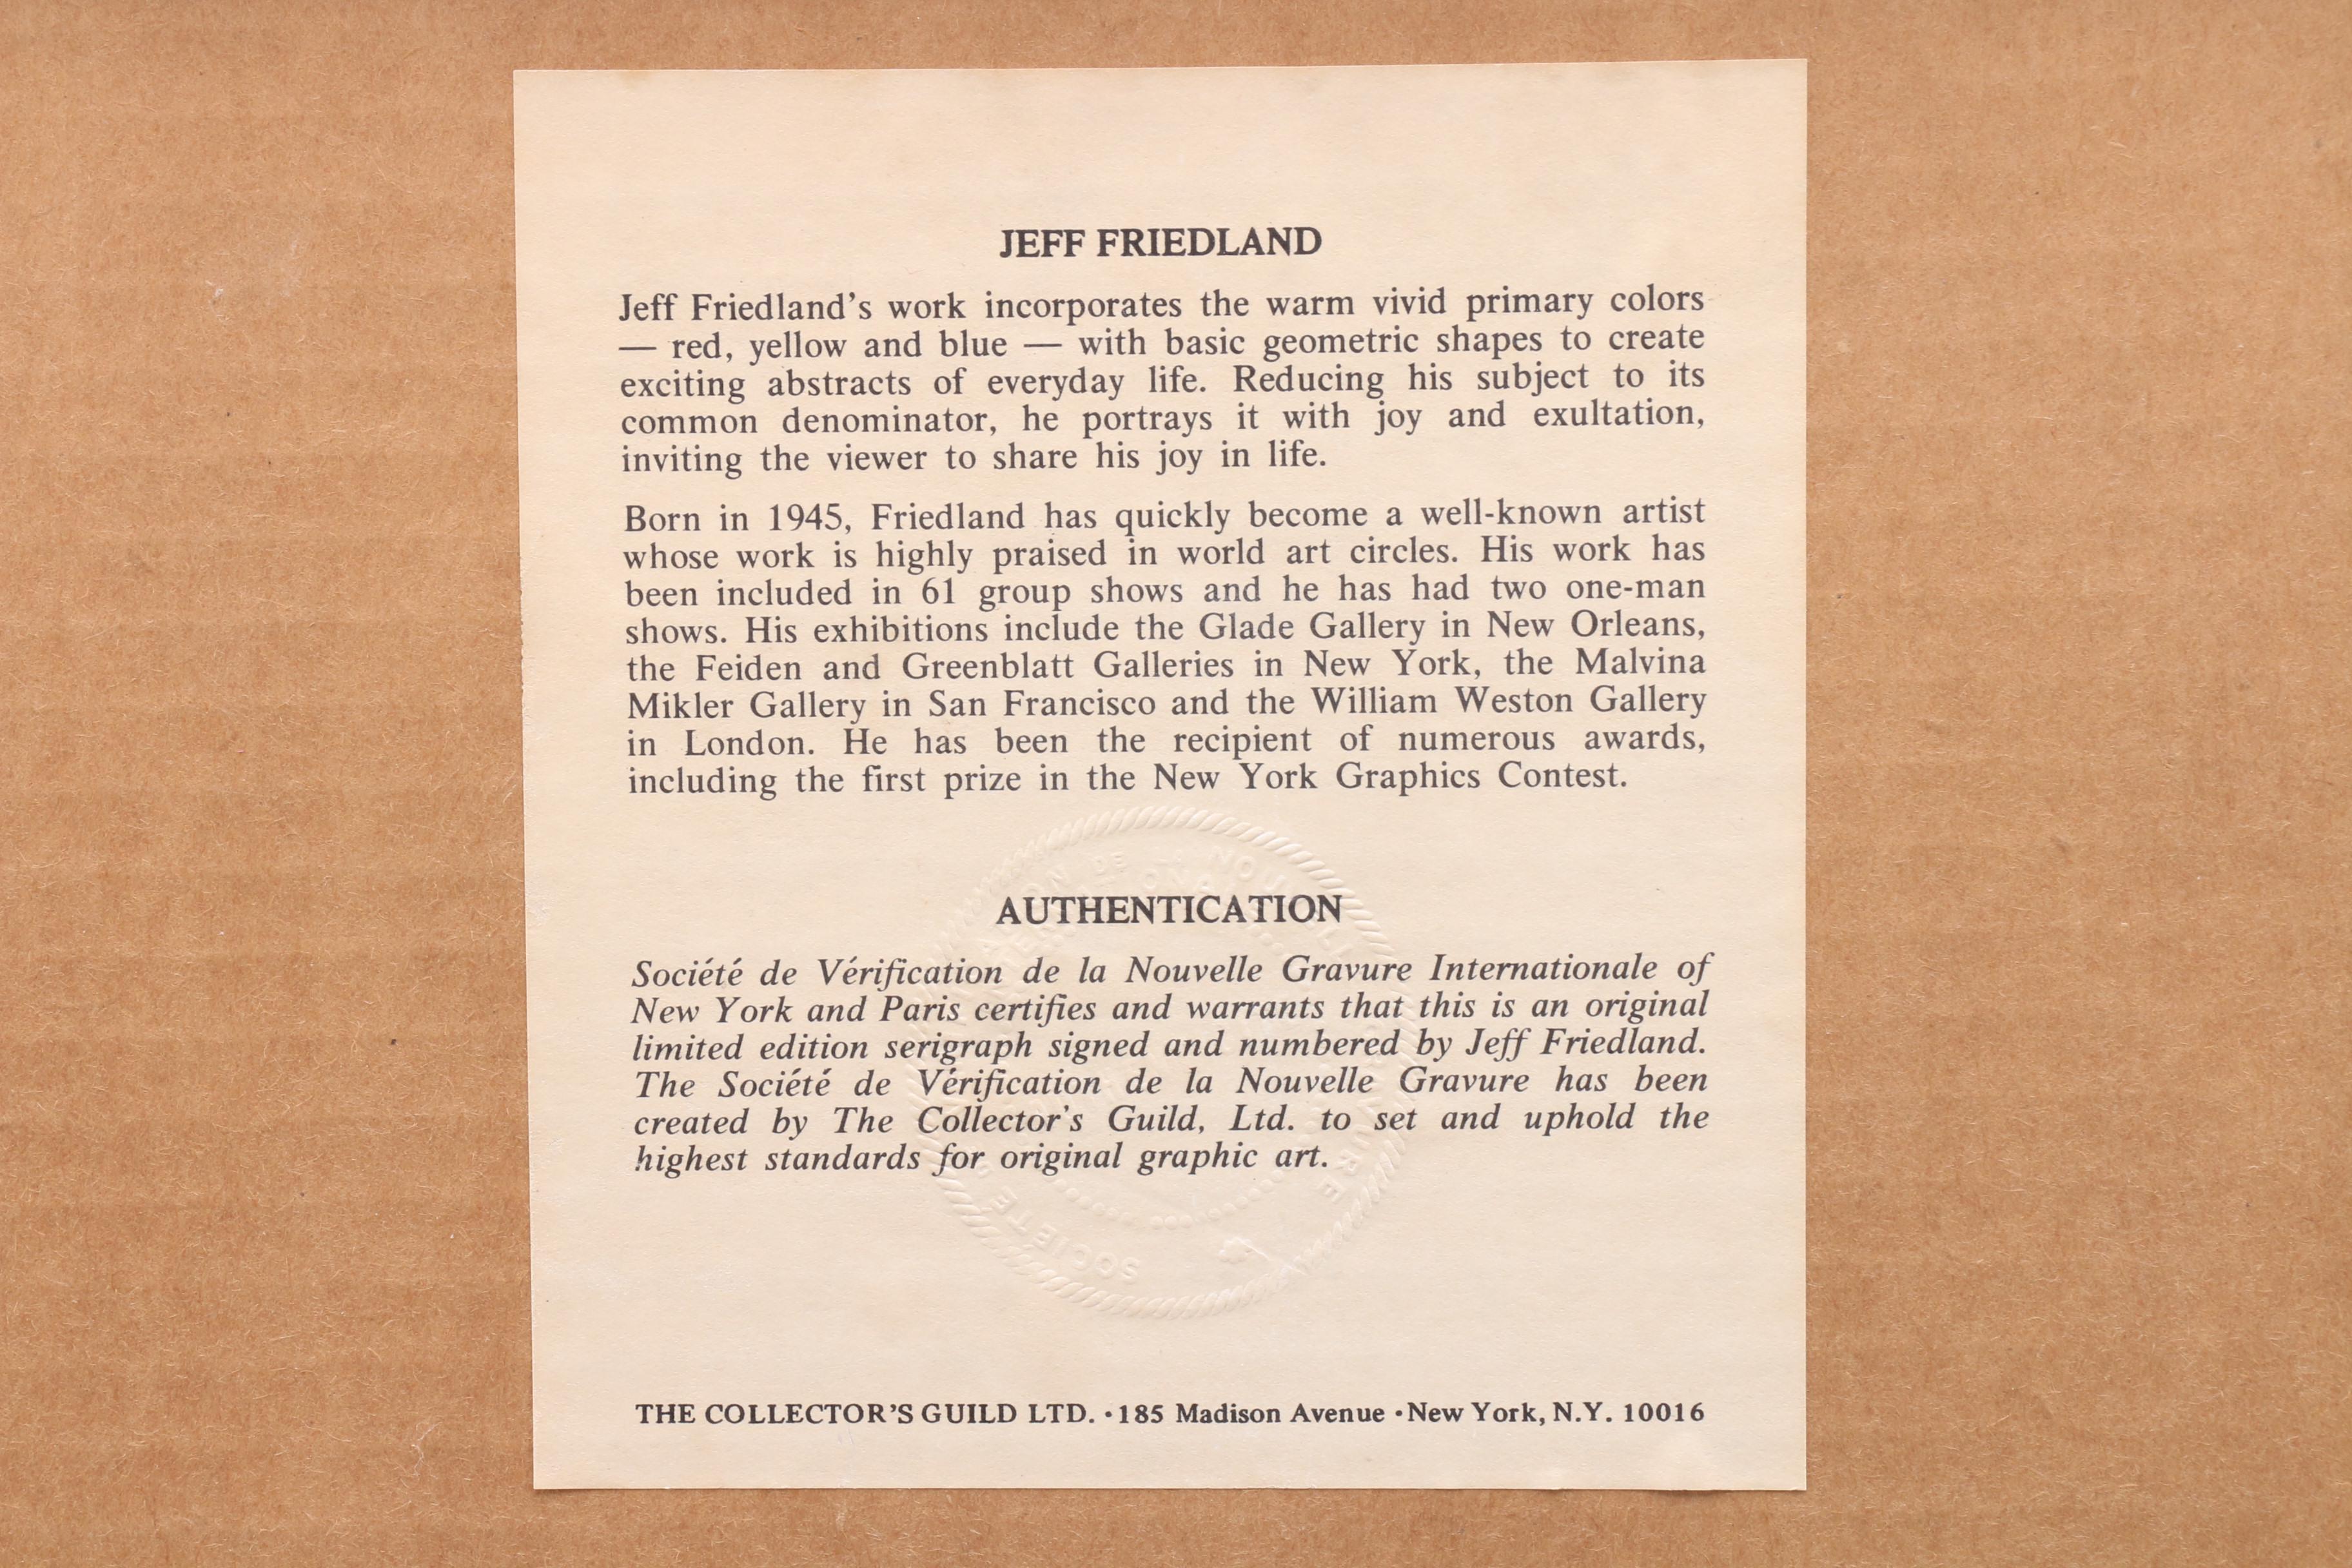 JEFF FRIEDLAND
Jeff Friedland's work incorporates the warm vivid primary colors
— red, yellow and blue — with basic geometric shapes to create
exciting abstracts of everyday life. Reducing his subject to its
common denominator, he portrays it with joy and exultation,
inviting the viewer to share his joy in life.
Born in 1945, Friedland has quickly become a well-known artist
whose work is highly praised in world art circles. His work has
been included in 61 group shows and he has had two one-man
shows. His exhibitions include the Glade Gallery in New Orleans,
the Feiden and Greenblatt Galleries in New York, the Malvina
Mikler Gallery in San Francisco and the William Weston Gallery
in London. He has been the recipient of numerous awards,
including the first prize in the New York Graphics Contest.
AUTHENTICATION
Société de Vérification de la Nouvelle Gravure Internationale of
New York and Paris certifies and warrants that this is an original
limited edition serigraph signed and numbered by Jeff Friedland.
The Société de Vérification de la Nouvelle Gravure has been
created by The Collector's Guild, Ltd. to set and uphold the
highest standards for original graphic art.
SOCIETE
THE COLLECTOR'S GUILD LTD. • 185 Madison Avenue • New York, N.Y. 10016